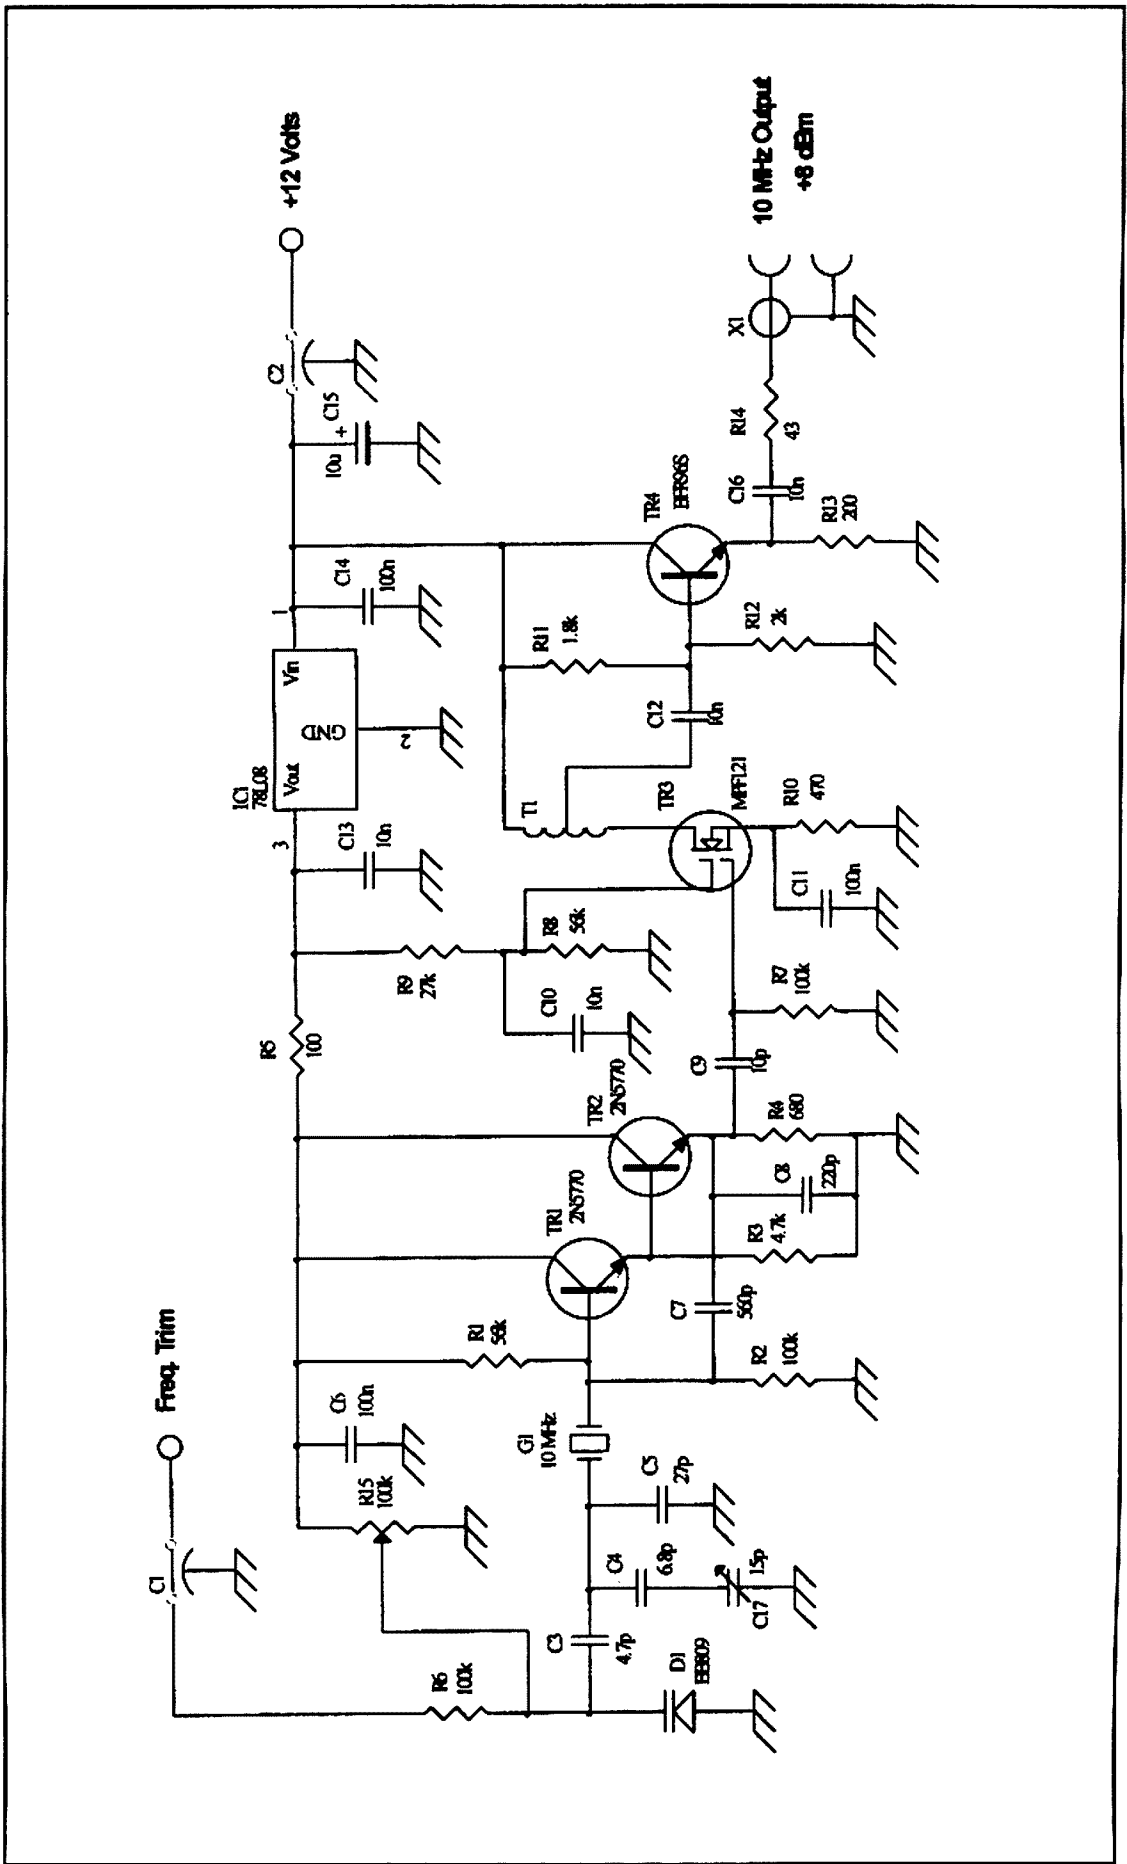 Freq. Trim
C1
R6
100k
R15
100k
C6
100n
R1
56k
G1
10 MHz
C3
4.7p
D1
BB809
C4
6.8p
C17
15p
C5
27p
TR1
2N5770
TR2
2N5770
C7
560p
R2
100k
R3
4.7k
C8
220p
R4
680
R5
100
C9
10p
R7
100k
R9
27k
C10
10n
R8
56k
C13
10n
3
IC1
78L08
Vout
Vin
GND
2
1
C14
100n
C15
10u
+
C2
+12 Volts
T1
TR3
MPF121
C11
100n
R10
470
C12
10n
R11
1.8k
R12
2k
TR4
BFR96S
C16
10n
R13
200
R14
43
X1
10 MHz Output
+8 dBm